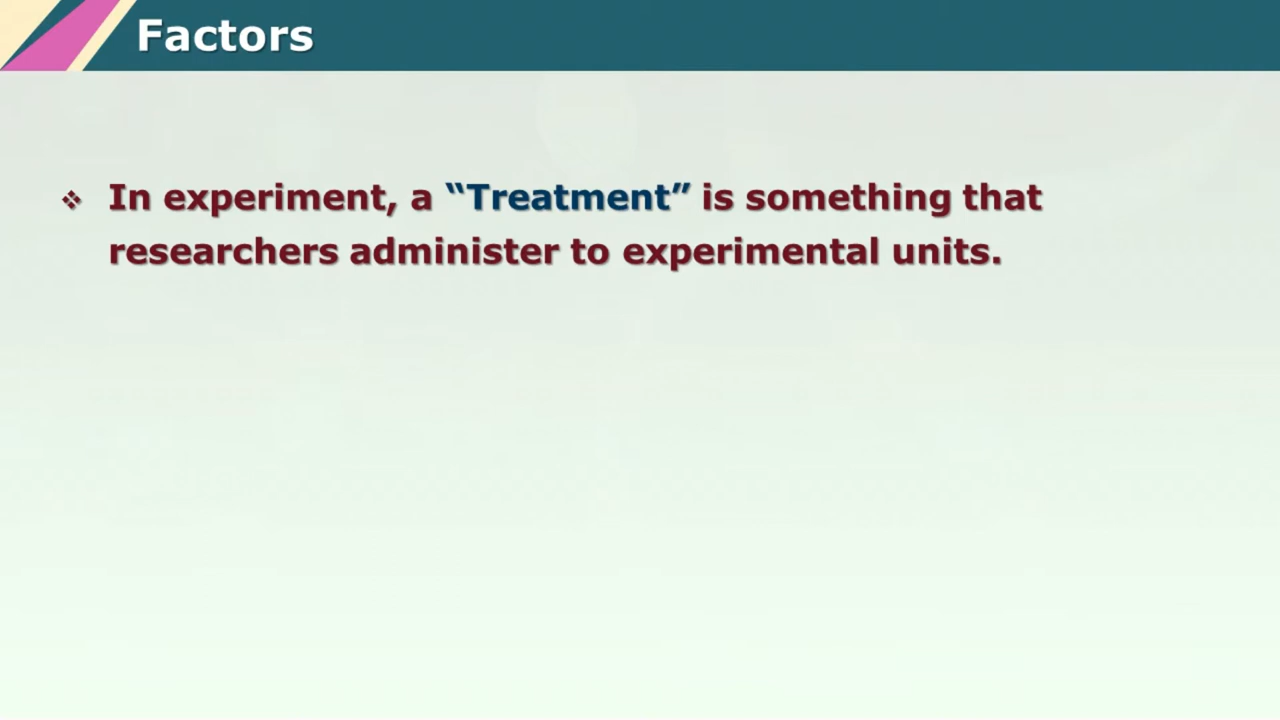 Factors
❖ In experiment, a “Treatment” is something that
researchers administer to experimental units.